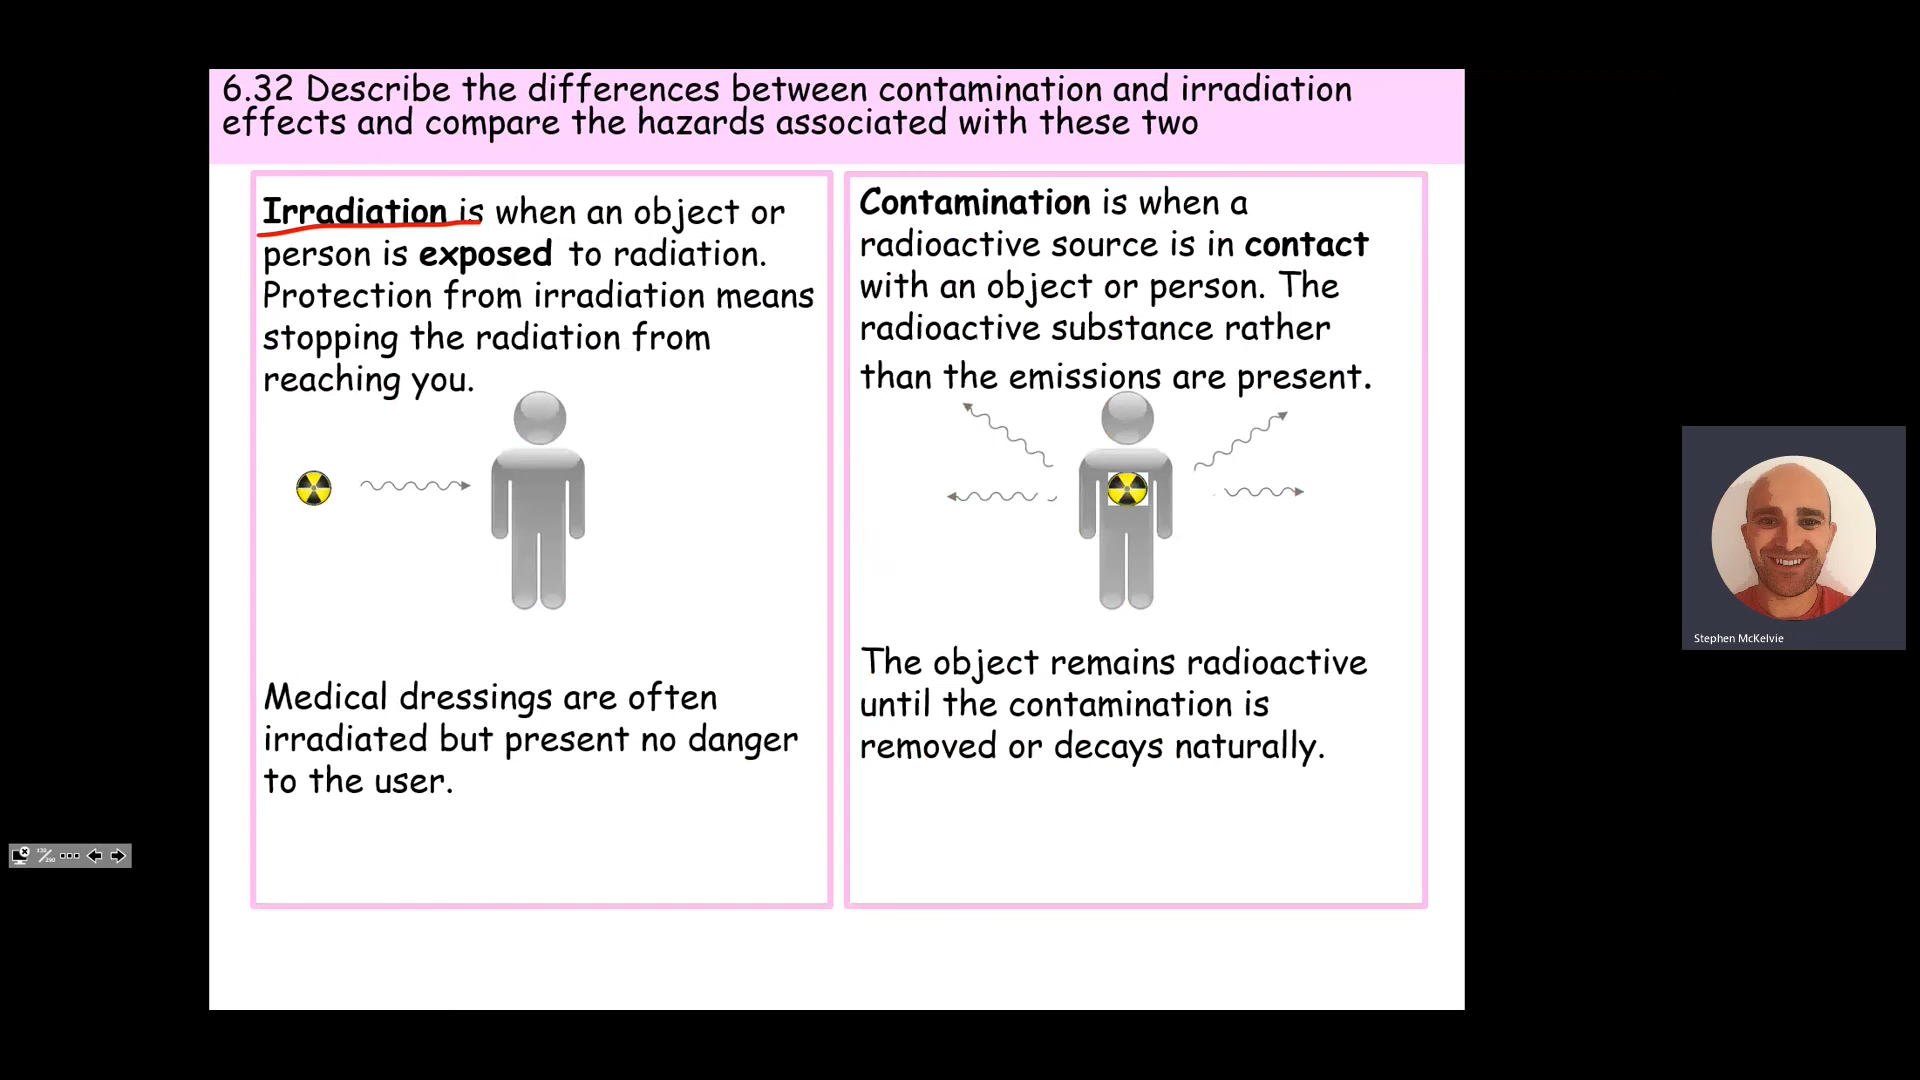 6.32 Describe the differences between contamination and irradiation
effects and compare the hazards associated with these two
Irradiation is when an object or
person is exposed to radiation.
Protection from irradiation means
stopping the radiation from
reaching you.
Medical dressings are often
irradiated but present no danger
to the user.
Contamination is when a
radioactive source is in contact
with an object or person. The
radioactive substance rather
than the emissions are present.
The object remains radioactive
until the contamination is
removed or decays naturally.
Stephen McKelvie